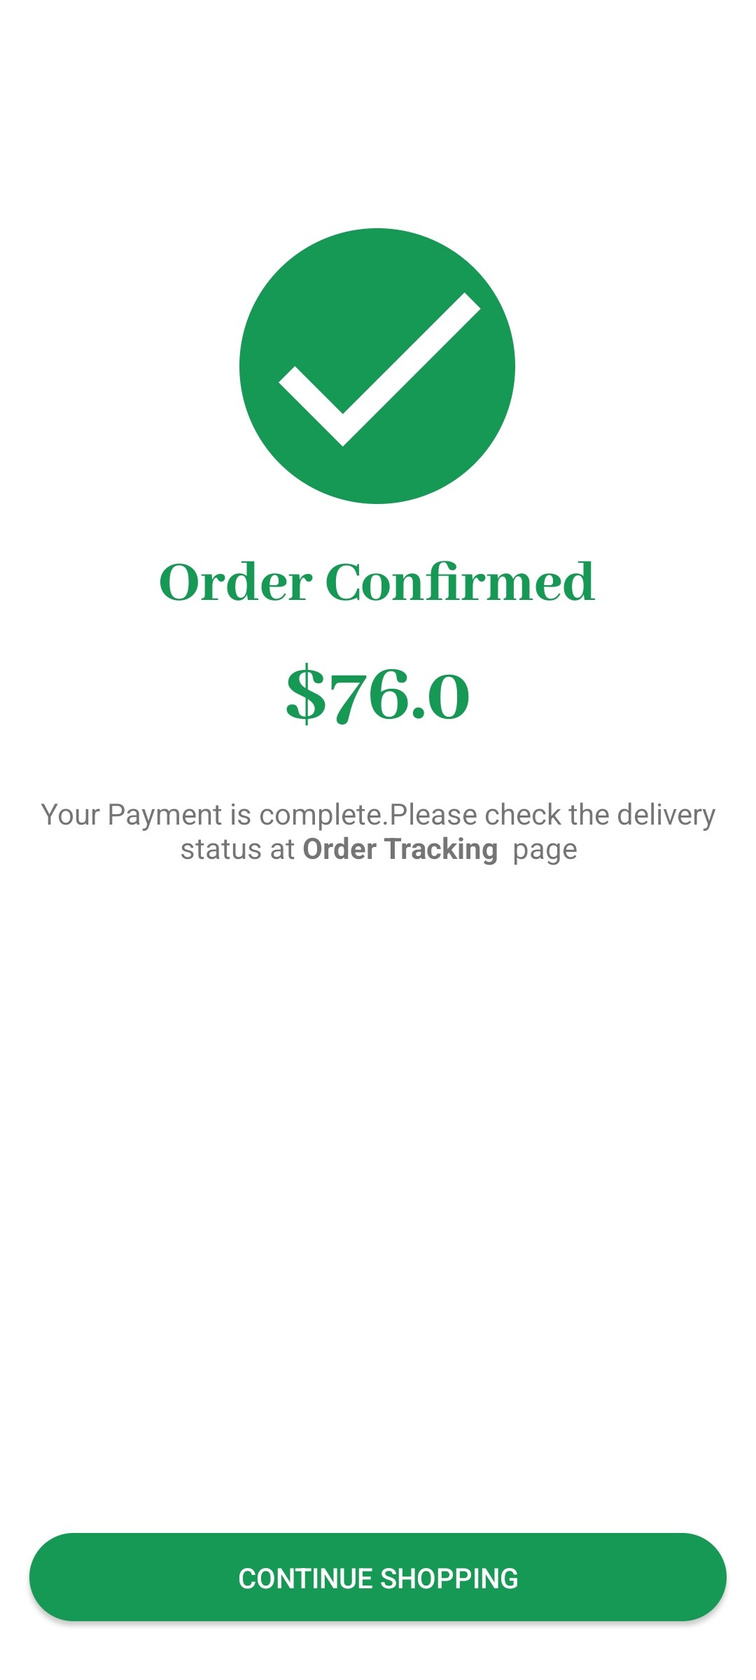 Order Confirmed
$76.0
Your Payment is complete.Please check the delivery
status at Order Tracking  page
CONTINUE SHOPPING